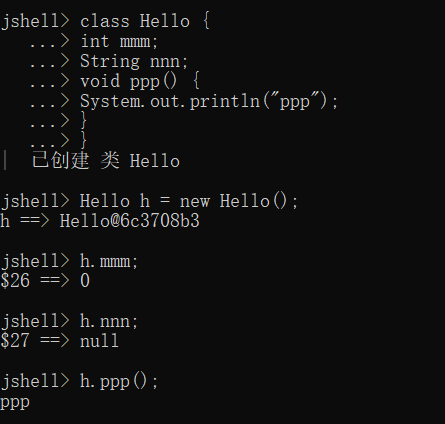 jshell> class Hello {
...> int mmm;
...> String nnn;
...> void ppp() {
...> System.out.println("ppp");
...> }
...> }
| 已创建 类 Hello
jshell> Hello h = new Hello();
h ==> Hello@6c3708b3
jshell> h.mmm;
$26 ==> 0
jshell> h.nnn;
$27 ==> null
jshell> h.ppp();
ppp